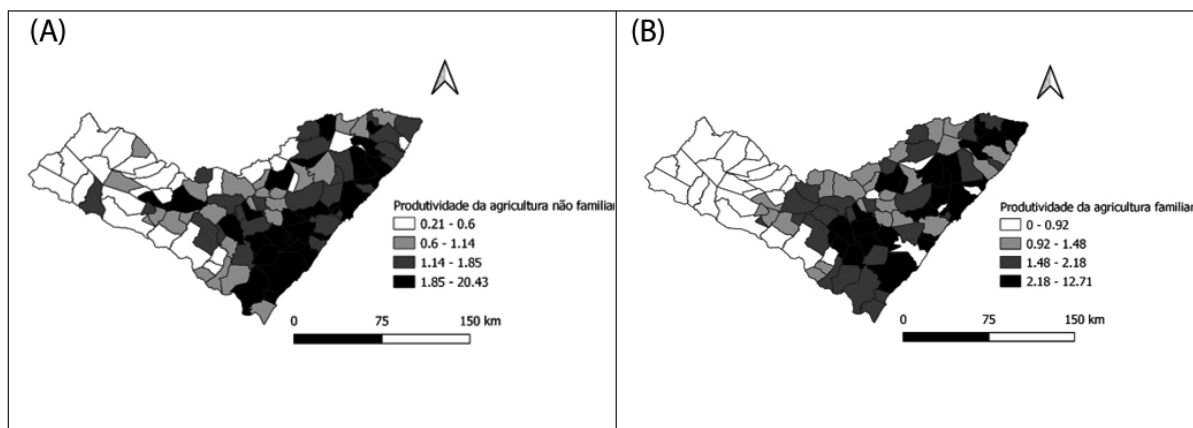 (A)
Produtividade da agricultura não familiar
0.21 - 0.6
0.6 - 1.14
1.14 - 1.85
1.85 - 20.43
0 75 150 km
(B)
Produtividade da agricultura familiar
0 - 0.92
0.92 - 1.48
1.48 - 2.18
2.18 - 12.71
0 75 150 km